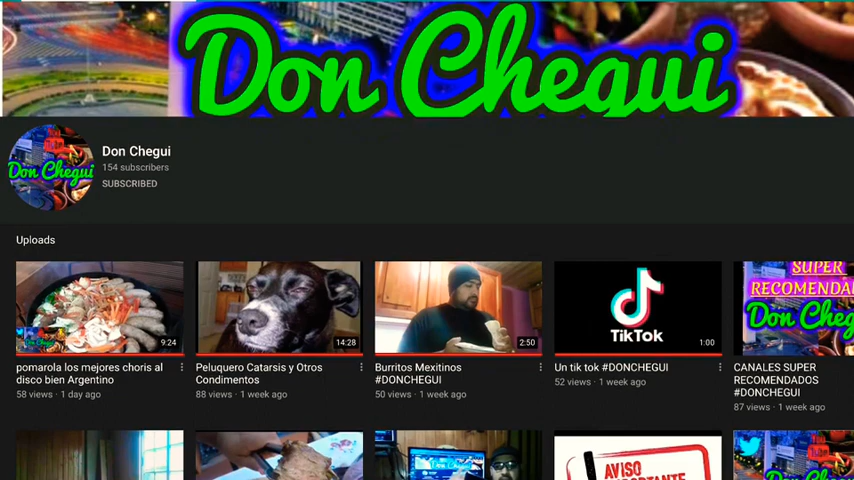 Don Chegui
Don Chegui
Don Chegui
154 subscribers
SUBSCRIBED
Uploads
9:24
14:28
2:50
TikTok
1:00
SUPER
RECOMENDA
Don Cheg
pomarola los mejores choris al
disco bien Argentino
58 views · 1 day ago
Peluquero Catarsis y Otros
Condimentos
88 views · 1 week ago
Burritos Mexitinos
#DONCHEGUI
50 views · 1 week ago
Un tik tok #DONCHEGUI
52 views · 1 week ago
CANALES SUPER
RECOMENDADOS
#DONCHEGUI
87 views · 1 week ago
AVISO
IMPORTANTE